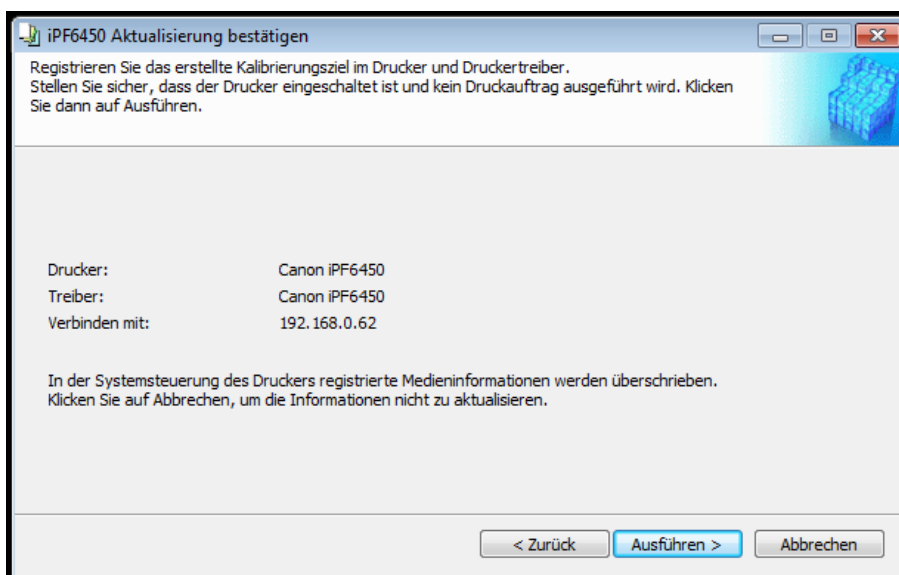 iPF6450 Aktualisierung bestätigen
Registrieren Sie das erstellte Kalibrierungsziel im Drucker und Druckertreiber.
Stellen Sie sicher, dass der Drucker eingeschaltet ist und kein Druckauftrag ausgeführt wird. Klicken
Sie dann auf Ausführen.
Drucker: Canon iPF6450
Treiber: Canon iPF6450
Verbinden mit: 192.168.0.62
In der Systemsteuerung des Druckers registrierte Medieninformationen werden überschrieben.
Klicken Sie auf Abbrechen, um die Informationen nicht zu aktualisieren.
< Zurück Ausführen > Abbrechen